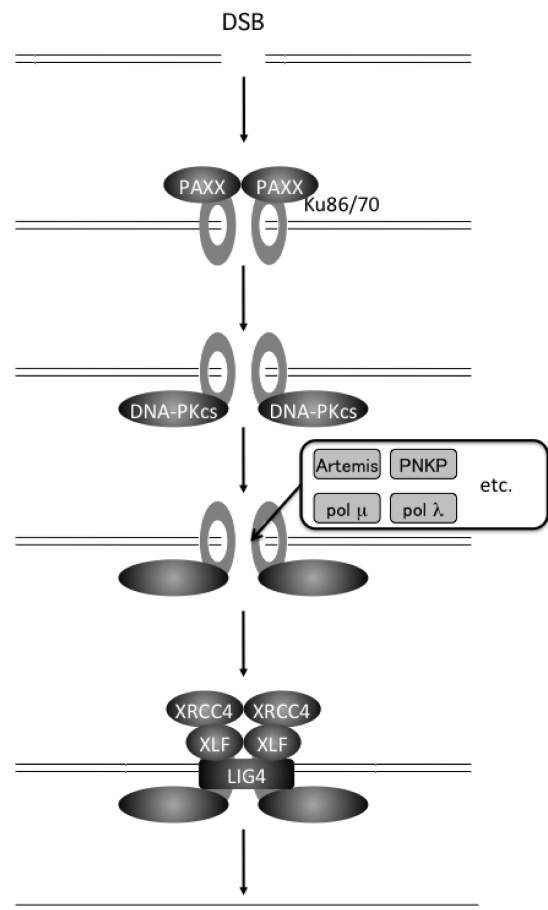 DSB
PAXX PAXX
Ku86/70
DNA-PKcs DNA-PKcs
Artemis PNKP
etc.
pol μ pol λ
XRCC4 XRCC4
XLF XLF
LIG4